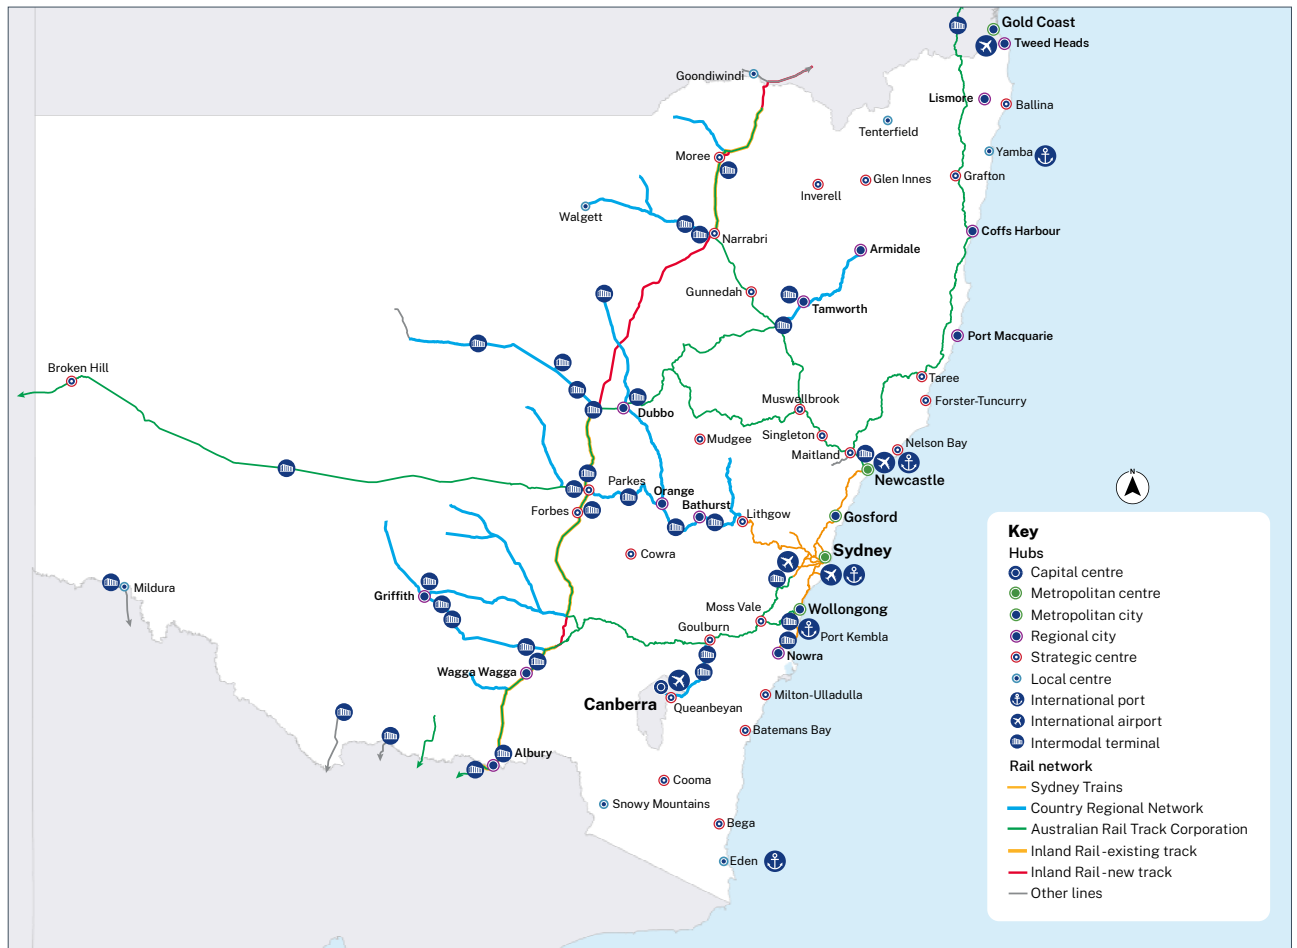 Gold Coast
Tweed Heads
Goondiwindi
Lismore
Ballina
Tenterfield
Yamba
Moree
Grafton
Glen Innes
Inverell
Walgett
Coffs Harbour
Narrabri
Armidale
Gunnedah
Tamworth
Port Macquarie
Broken Hill
Taree
Muswellbrook
Forster-Tuncurry
Dubbo
Mudgee
Singleton
Nelson Bay
Maitland
Newcastle
Parkes
Orange
Bathurst
Forbes
Lithgow
Gosford
Cowra
Sydney
Mildura
Griffith
Moss Vale
Wollongong
Goulburn
Port Kembla
Nowra
Wagga Wagga
Canberra
Queanbeyan
Milton-Ulladulla
Batemans Bay
Albury
Cooma
Snowy Mountains
Bega
Eden
N
Key
Hubs
Capital centre
Metropolitan centre
Metropolitan city
Regional city
Strategic centre
Local centre
International port
International airport
Intermodal terminal
Rail network
Sydney Trains
Country Regional Network
Australian Rail Track Corporation
Inland Rail - existing track
Inland Rail - new track
Other lines